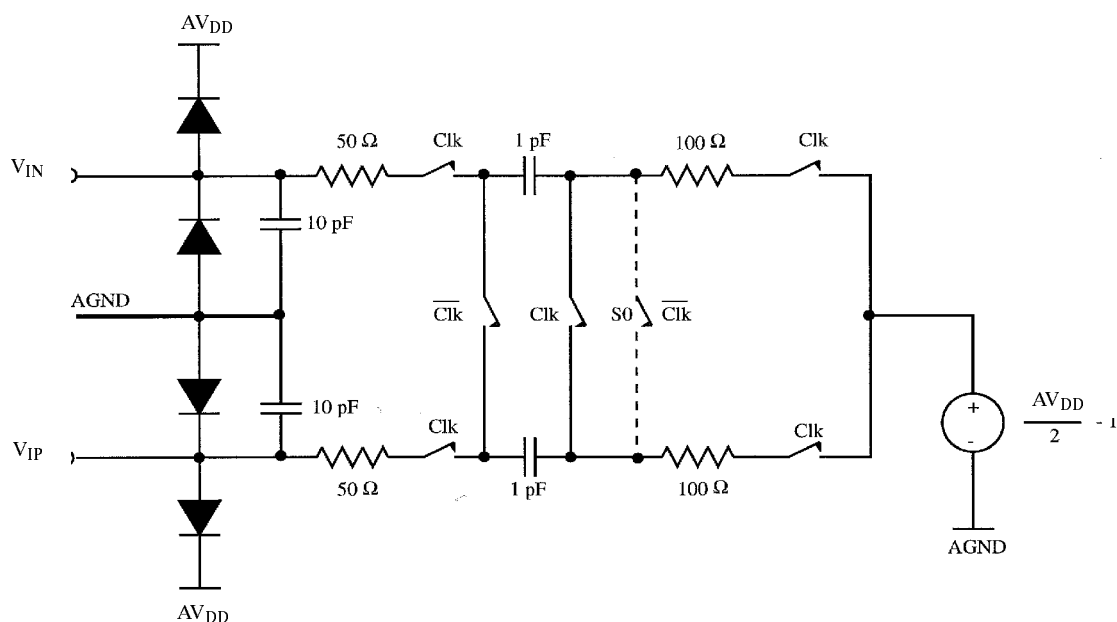 AVDD
50 Ω
Clk
1 pF
100 Ω
Clk
VIN
10 pF
AGND
Clk
Clk
S0
Clk
10 pF
VIP
Clk
Clk
50 Ω
1 pF
100 Ω
+
-
AVDD
2
- 1
AGND
AVDD